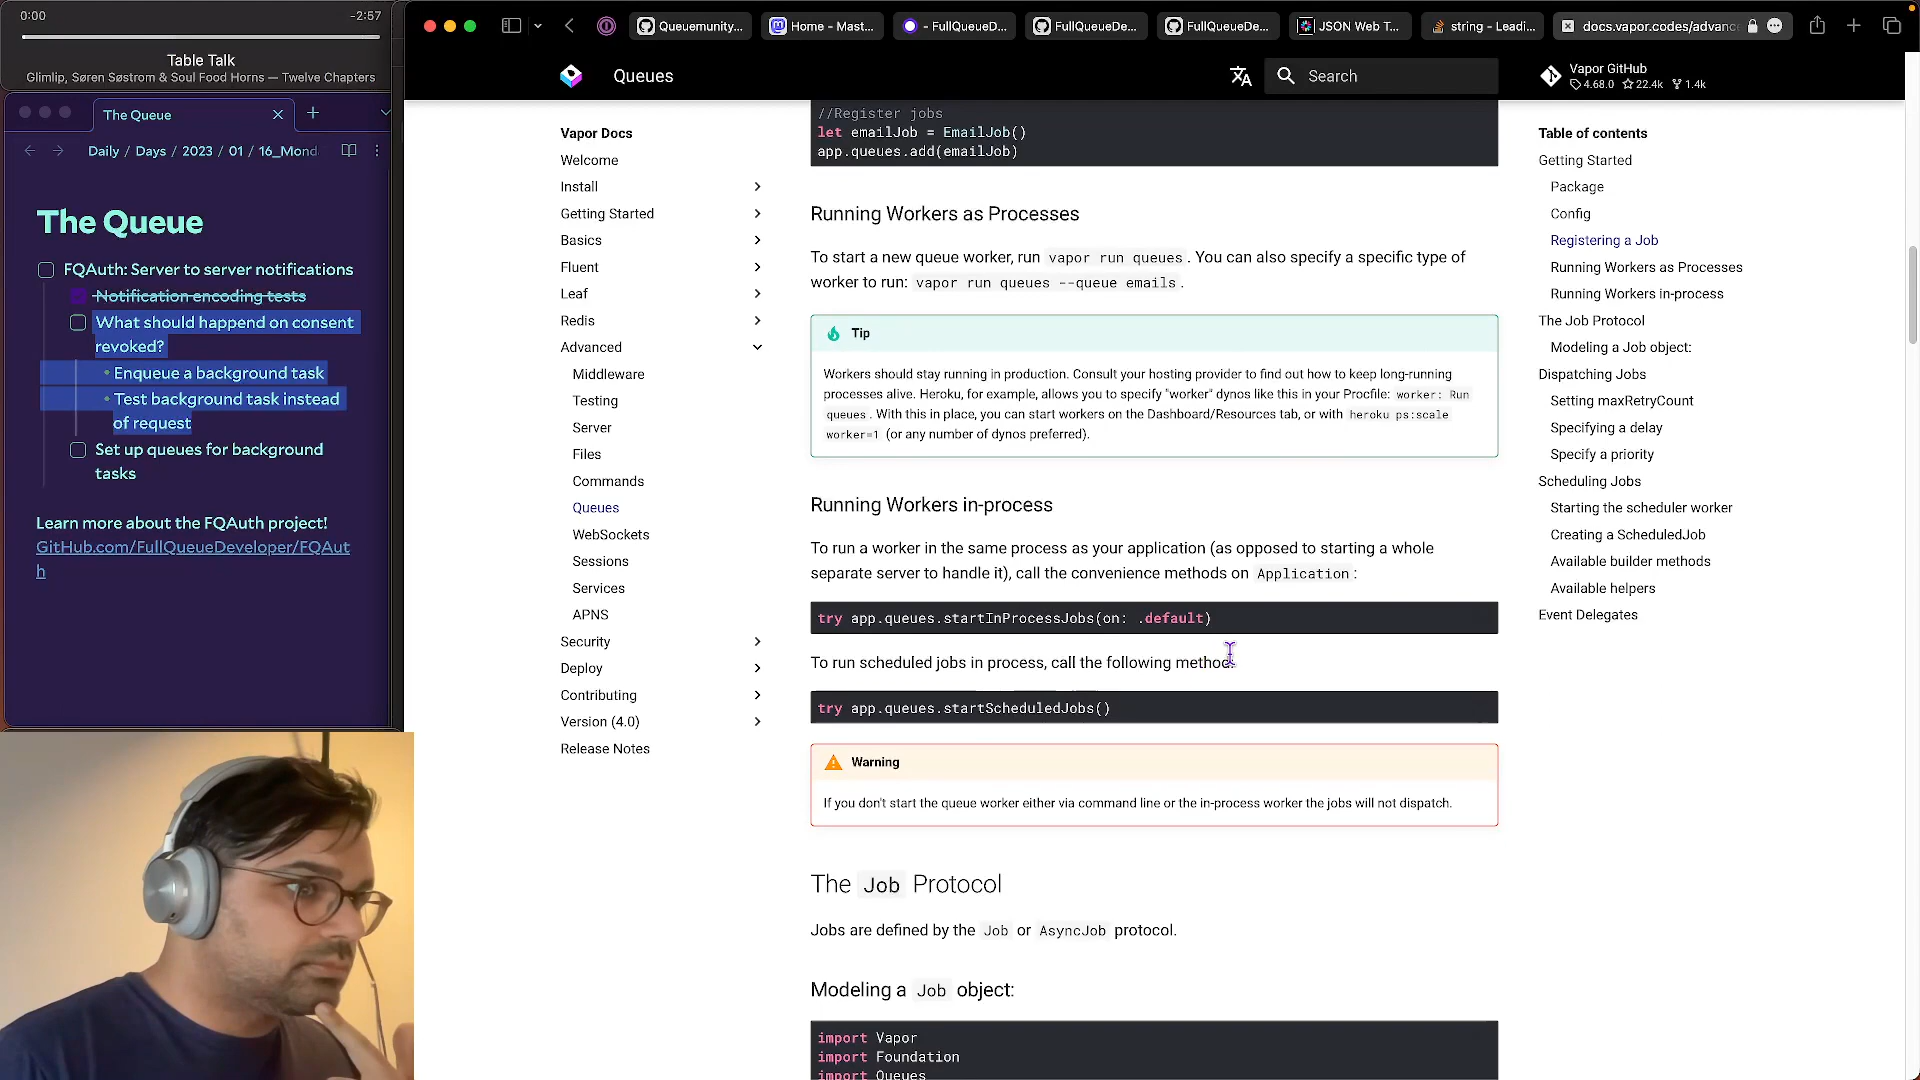 0:00
-2:57
Table Talk
Glimlip, Søren Søstrom & Soul Food Horns — Twelve Chapters
The Queue
Daily / Days / 2023 / 01 / 16_Mond
The Queue
FQAuth: Server to server notifications
Notification encoding tests
What should happend on consent
revoked?
Enqueue a background task
Test background task instead
of request
Set up queues for background
tasks
Learn more about the FQAuth project!
GitHub.com/FullQueueDeveloper/FQAut
h
Queuemunity...
Home - Mast...
- FullQueueD...
FullQueueDe...
FullQueueDe...
JSON Web T...
string - Leadi...
docs.vapor.codes/advanc
Queues
Search
Vapor GitHub
4.68.0 22.4k 1.4k
Vapor Docs
Welcome
Install
Getting Started
Basics
Fluent
Leaf
Redis
Advanced
Middleware
Testing
Server
Files
Commands
Queues
WebSockets
Sessions
Services
APNS
Security
Deploy
Contributing
Version (4.0)
Release Notes
//Register jobs
let emailJob = EmailJob()
app.queues.add(emailJob)
Running Workers as Processes
To start a new queue worker, run vapor run queues. You can also specify a specific type of
worker to run: vapor run queues --queue emails.
Tip
Workers should stay running in production. Consult your hosting provider to find out how to keep long-running
processes alive. Heroku, for example, allows you to specify "worker" dynos like this in your Procfile: worker: Run
queues. With this in place, you can start workers on the Dashboard/Resources tab, or with heroku ps:scale
worker=1 (or any number of dynos preferred).
Running Workers in-process
To run a worker in the same process as your application (as opposed to starting a whole
separate server to handle it), call the convenience methods on Application:
try app.queues.startInProcessJobs(on: .default)
To run scheduled jobs in process, call the following method:
try app.queues.startScheduledJobs()
Warning
If you don't start the queue worker either via command line or the in-process worker the jobs will not dispatch.
The Job Protocol
Jobs are defined by the Job or AsyncJob protocol.
Modeling a Job object:
import Vapor
import Foundation
import Queues
Table of contents
Getting Started
Package
Config
Registering a Job
Running Workers as Processes
Running Workers in-process
The Job Protocol
Modeling a Job object:
Dispatching Jobs
Setting maxRetryCount
Specifying a delay
Specify a priority
Scheduling Jobs
Starting the scheduler worker
Creating a ScheduledJob
Available builder methods
Available helpers
Event Delegates